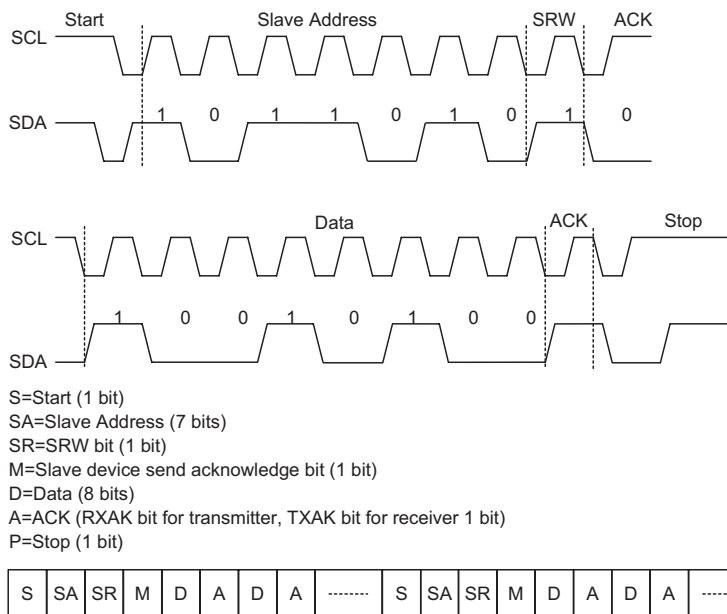 Start Slave Address SRW ACK
SCL
1 0 1 1 0 1 0 1 0
SDA
Data ACK Stop
SCL
1 0 0 1 0 1 0 0
SDA
S=Start (1 bit)
SA=Slave Address (7 bits)
SR=SRW bit (1 bit)
M=Slave device send acknowledge bit (1 bit)
D=Data (8 bits)
A=ACK (RXAK bit for transmitter, TXAK bit for receiver 1 bit)
P=Stop (1 bit)
S SA SR M D A D A ........ S SA SR M D A D A .....